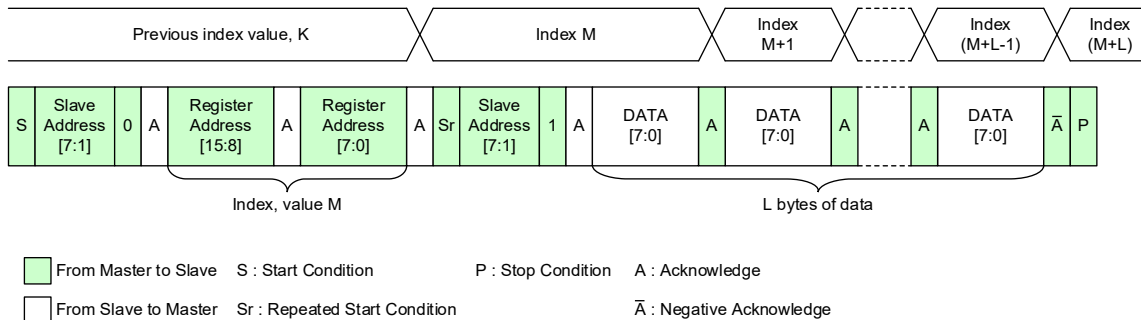 Previous index value, K
Index M
Index
M+1
Index
(M+L-1)
Index
(M+L)
S
Slave
Address
[7:1]
0
A
Register
Address
[15:8]
A
Register
Address
[7:0]
A
Sr
Slave
Address
[7:1]
1
A
DATA
[7:0]
A
DATA
[7:0]
A
A
DATA
[7:0]
A̅
P
Index, value M
L bytes of data
From Master to Slave
S : Start Condition
P : Stop Condition
A : Acknowledge
From Slave to Master
Sr : Repeated Start Condition
A̅ : Negative Acknowledge